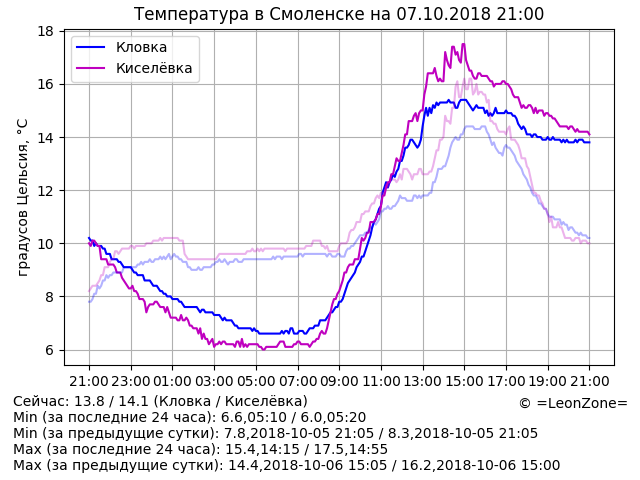 Температура в Смоленске на 07.10.2018 21:00
градусов Цельсия, °C
18
16
14
12
10
8
6
Кловка
Киселёвка
21:00 23:00 01:00 03:00 05:00 07:00 09:00 11:00 13:00 15:00 17:00 19:00 21:00
Сейчас: 13.8 / 14.1 (Кловка / Киселёвка)
© =LeonZone=
Min (за последние 24 часа): 6.6,05:10 / 6.0,05:20
Min (за предыдущие сутки): 7.8,2018-10-05 21:05 / 8.3,2018-10-05 21:05
Max (за последние 24 часа): 15.4,14:15 / 17.5,14:55
Max (за предыдущие сутки): 14.4,2018-10-06 15:05 / 16.2,2018-10-06 15:00